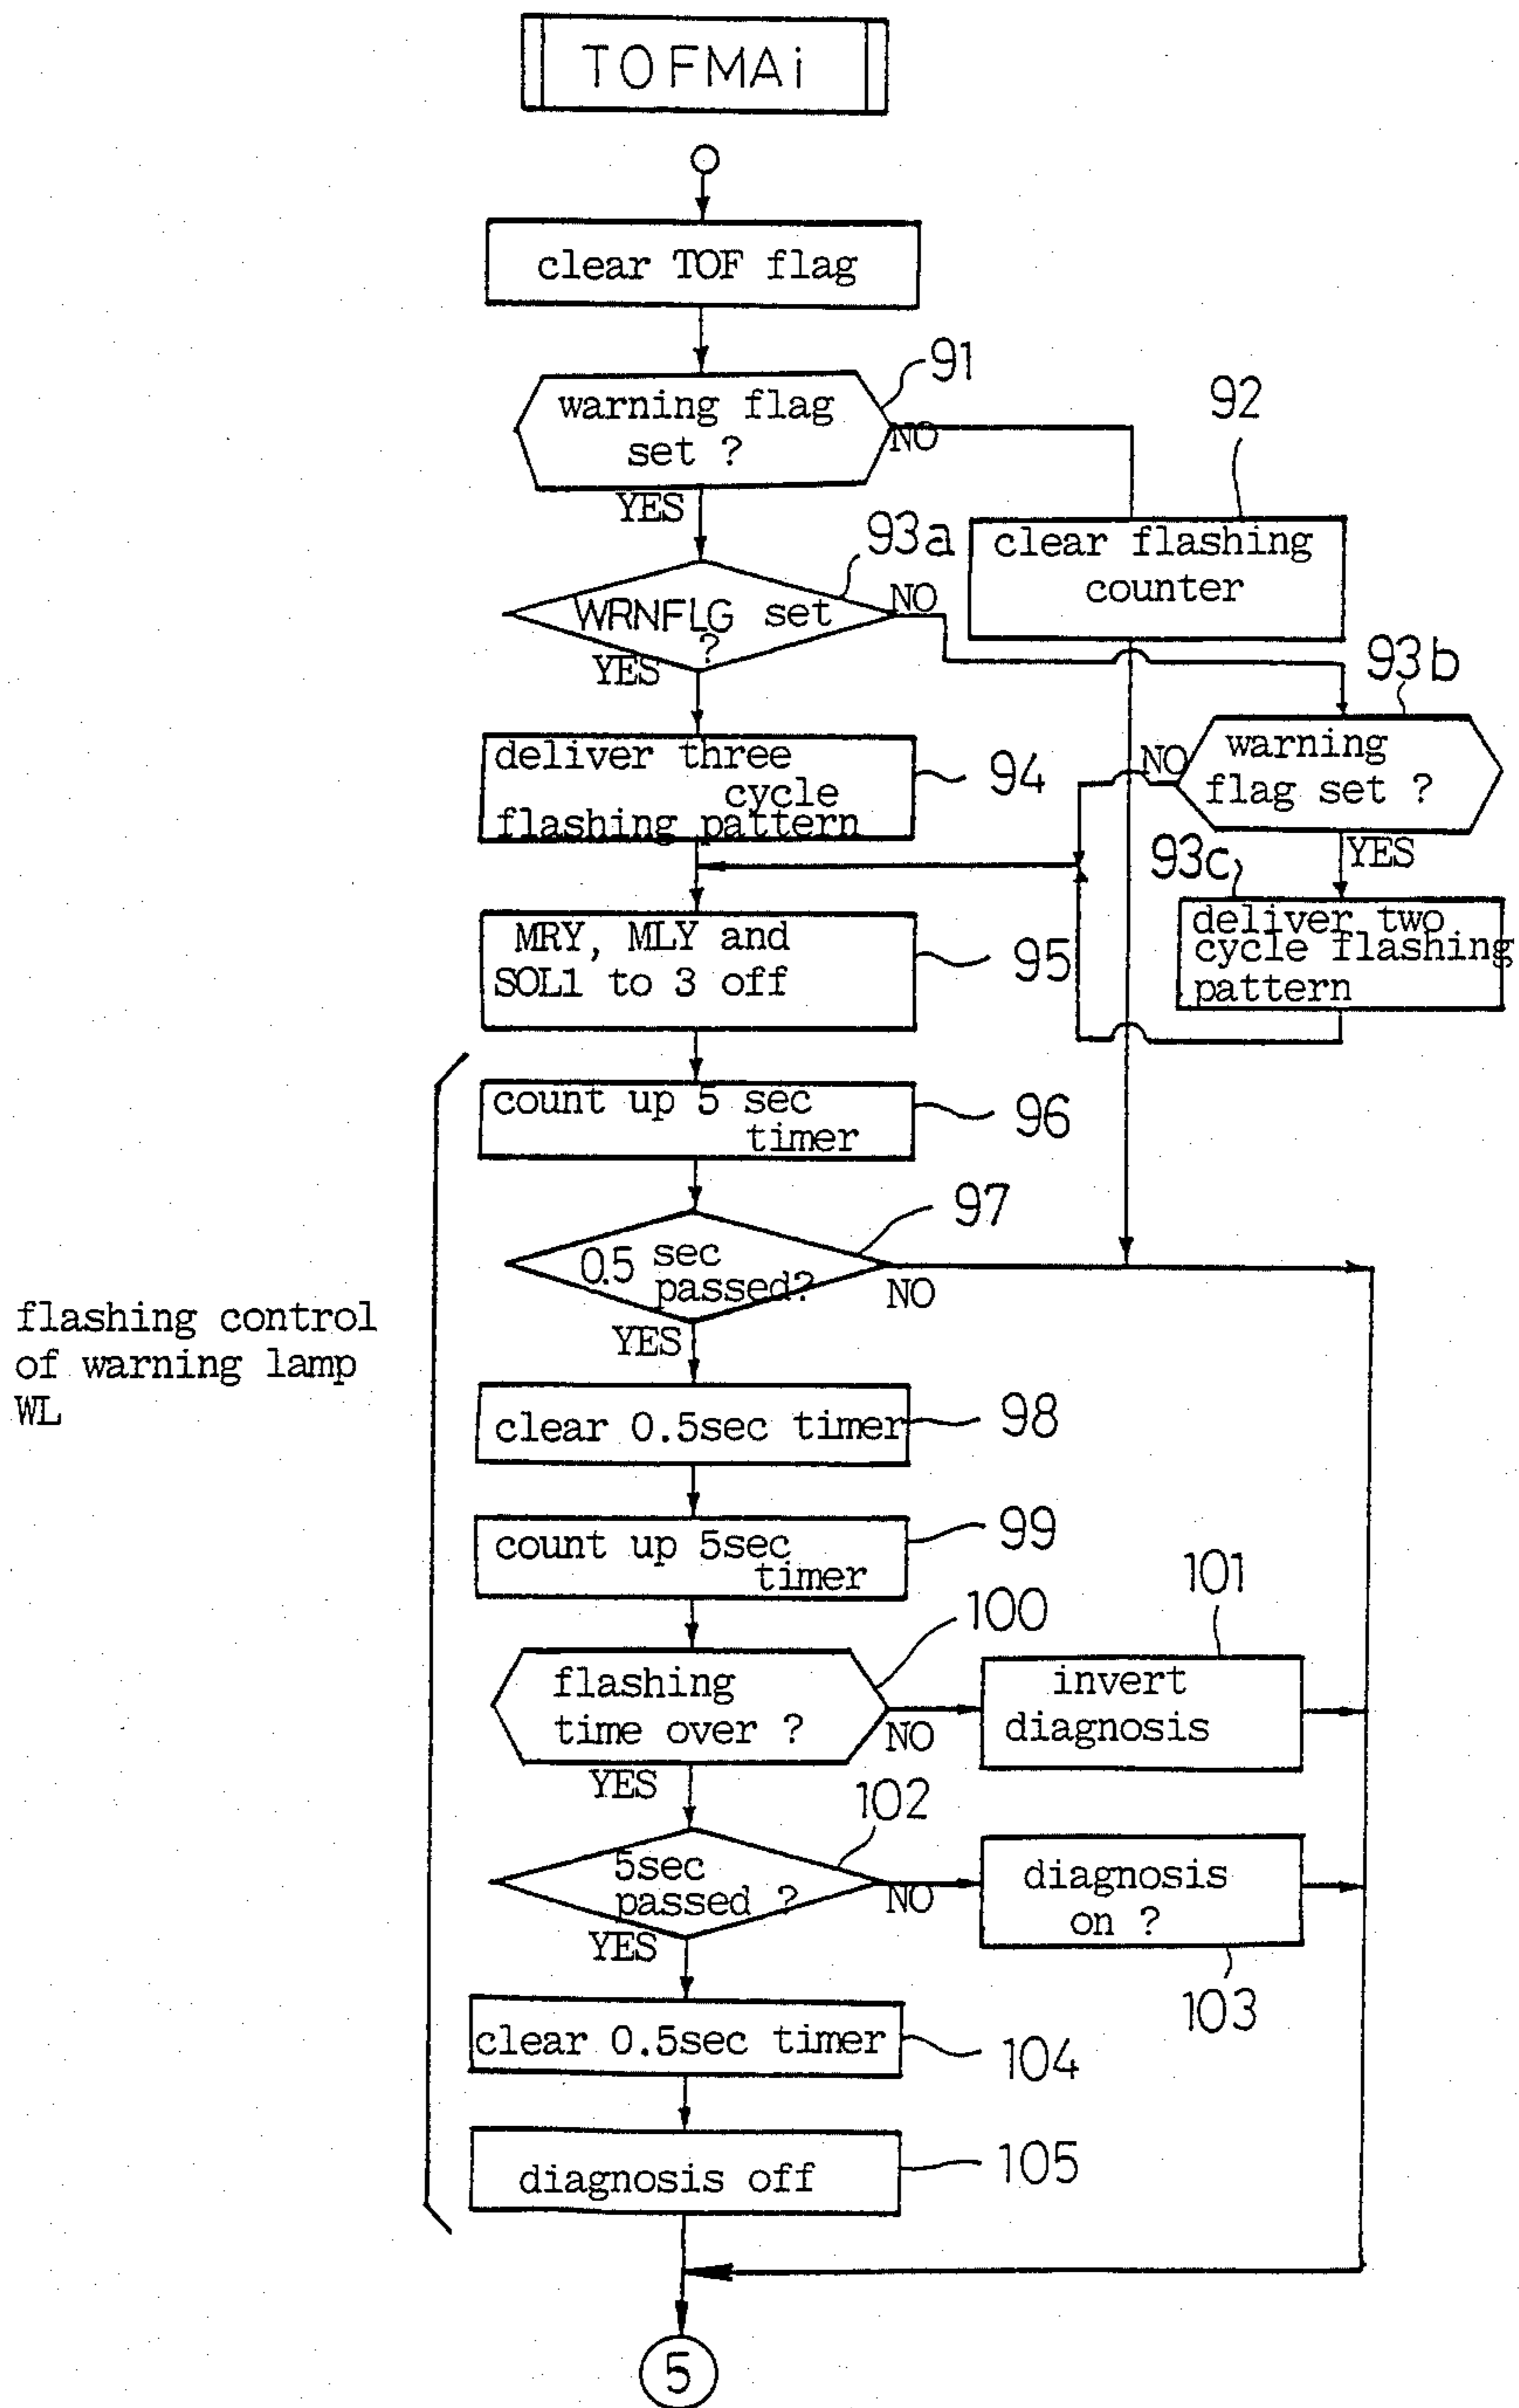 TOFMAi
clear TOF flag
91
warning flag
set ?
NO
YES
92
clear flashing
counter
93a
WRNFLG set
?
NO
YES
93b
warning
flag set ?
NO
YES
deliver three
cycle
flashing pattern
94
93c
deliver two
cycle flashing
pattern
MRY, MLY and
SOL1 to 3 off
95
count up 5 sec
timer
96
97
0.5 sec
passed?
NO
YES
flashing control
of warning lamp
WL
clear 0.5sec timer
98
count up 5sec
timer
99
100
flashing
time over ?
NO
YES
101
invert
diagnosis
102
5sec
passed ?
NO
YES
diagnosis
on ?
103
clear 0.5sec timer
104
diagnosis off
105
5